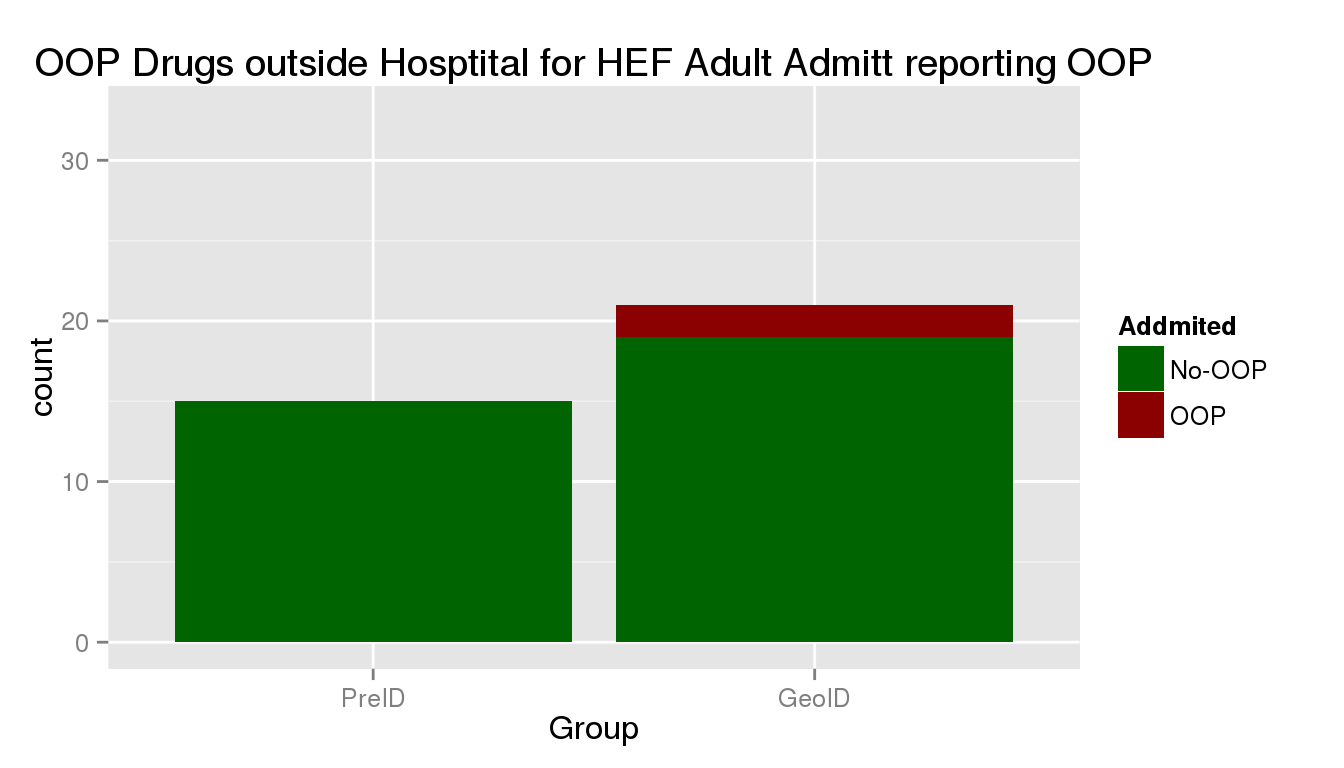 OOP Drugs outside Hosptital for HEF Adult Admitt reporting OOP
30
20
10
0
count
PreID
GeoID
Group
Addmited
No-OOP
OOP